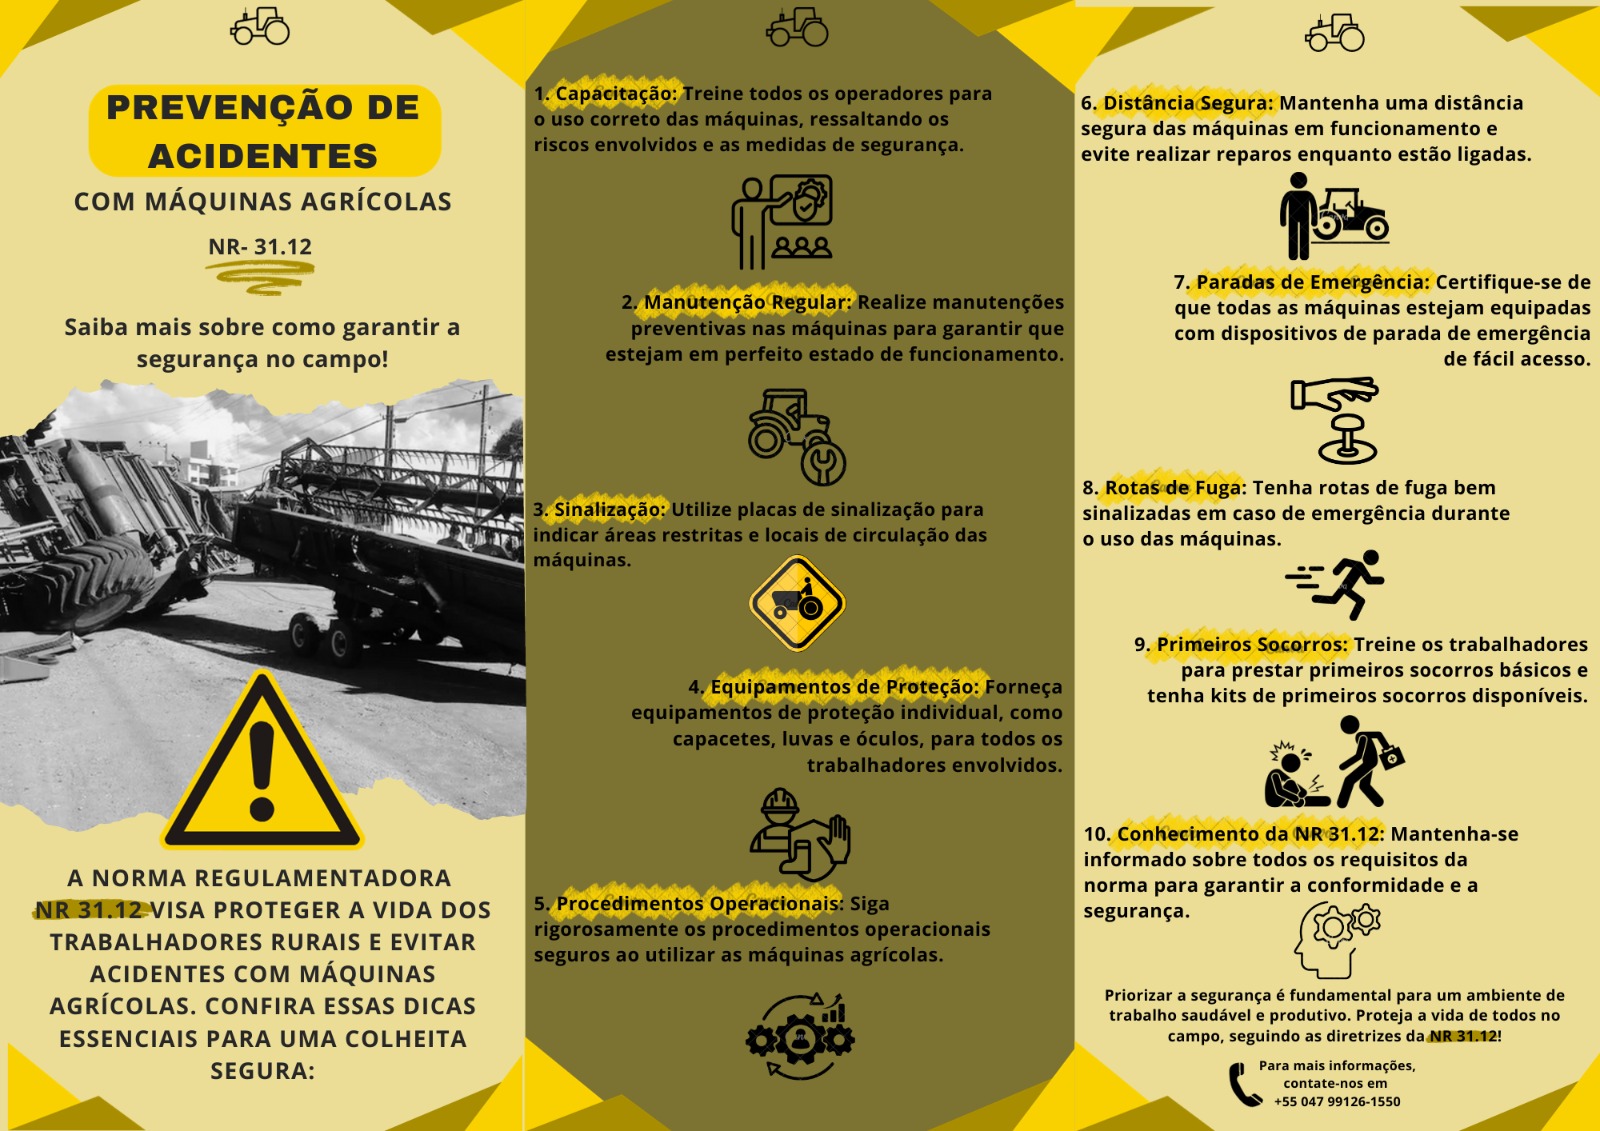 PREVENÇÃO DE
ACIDENTES
COM MÁQUINAS AGRÍCOLAS
NR- 31.12
Saiba mais sobre como garantir a
segurança no campo!
A NORMA REGULAMENTADORA
NR 31.12 VISA PROTEGER A VIDA DOS
TRABALHADORES RURAIS E EVITAR
ACIDENTES COM MÁQUINAS
AGRÍCOLAS. CONFIRA ESSAS DICAS
ESSENCIAIS PARA UMA COLHEITA
SEGURA:
1. Capacitação: Treine todos os operadores para
o uso correto das máquinas, ressaltando os
riscos envolvidos e as medidas de segurança.
2. Manutenção Regular: Realize manutenções
preventivas nas máquinas para garantir que
estejam em perfeito estado de funcionamento.
3. Sinalização: Utilize placas de sinalização para
indicar áreas restritas e locais de circulação das
máquinas.
4. Equipamentos de Proteção: Forneça
equipamentos de proteção individual, como
capacetes, luvas e óculos, para todos os
trabalhadores envolvidos.
5. Procedimentos Operacionais: Siga
rigorosamente os procedimentos operacionais
seguros ao utilizar as máquinas agrícolas.
6. Distância Segura: Mantenha uma distância
segura das máquinas em funcionamento e
evite realizar reparos enquanto estão ligadas.
7. Paradas de Emergência: Certifique-se de
que todas as máquinas estejam equipadas
com dispositivos de parada de emergência
de fácil acesso.
8. Rotas de Fuga: Tenha rotas de fuga bem
sinalizadas em caso de emergência durante
o uso das máquinas.
9. Primeiros Socorros: Treine os trabalhadores
para prestar primeiros socorros básicos e
tenha kits de primeiros socorros disponíveis.
10. Conhecimento da NR 31.12: Mantenha-se
informado sobre todos os requisitos da
norma para garantir a conformidade e a
segurança.
Priorizar a segurança é fundamental para um ambiente de
trabalho saudável e produtivo. Proteja a vida de todos no
campo, seguindo as diretrizes da NR 31.12!
Para mais informações,
contate-nos em
+55 047 99126-1550